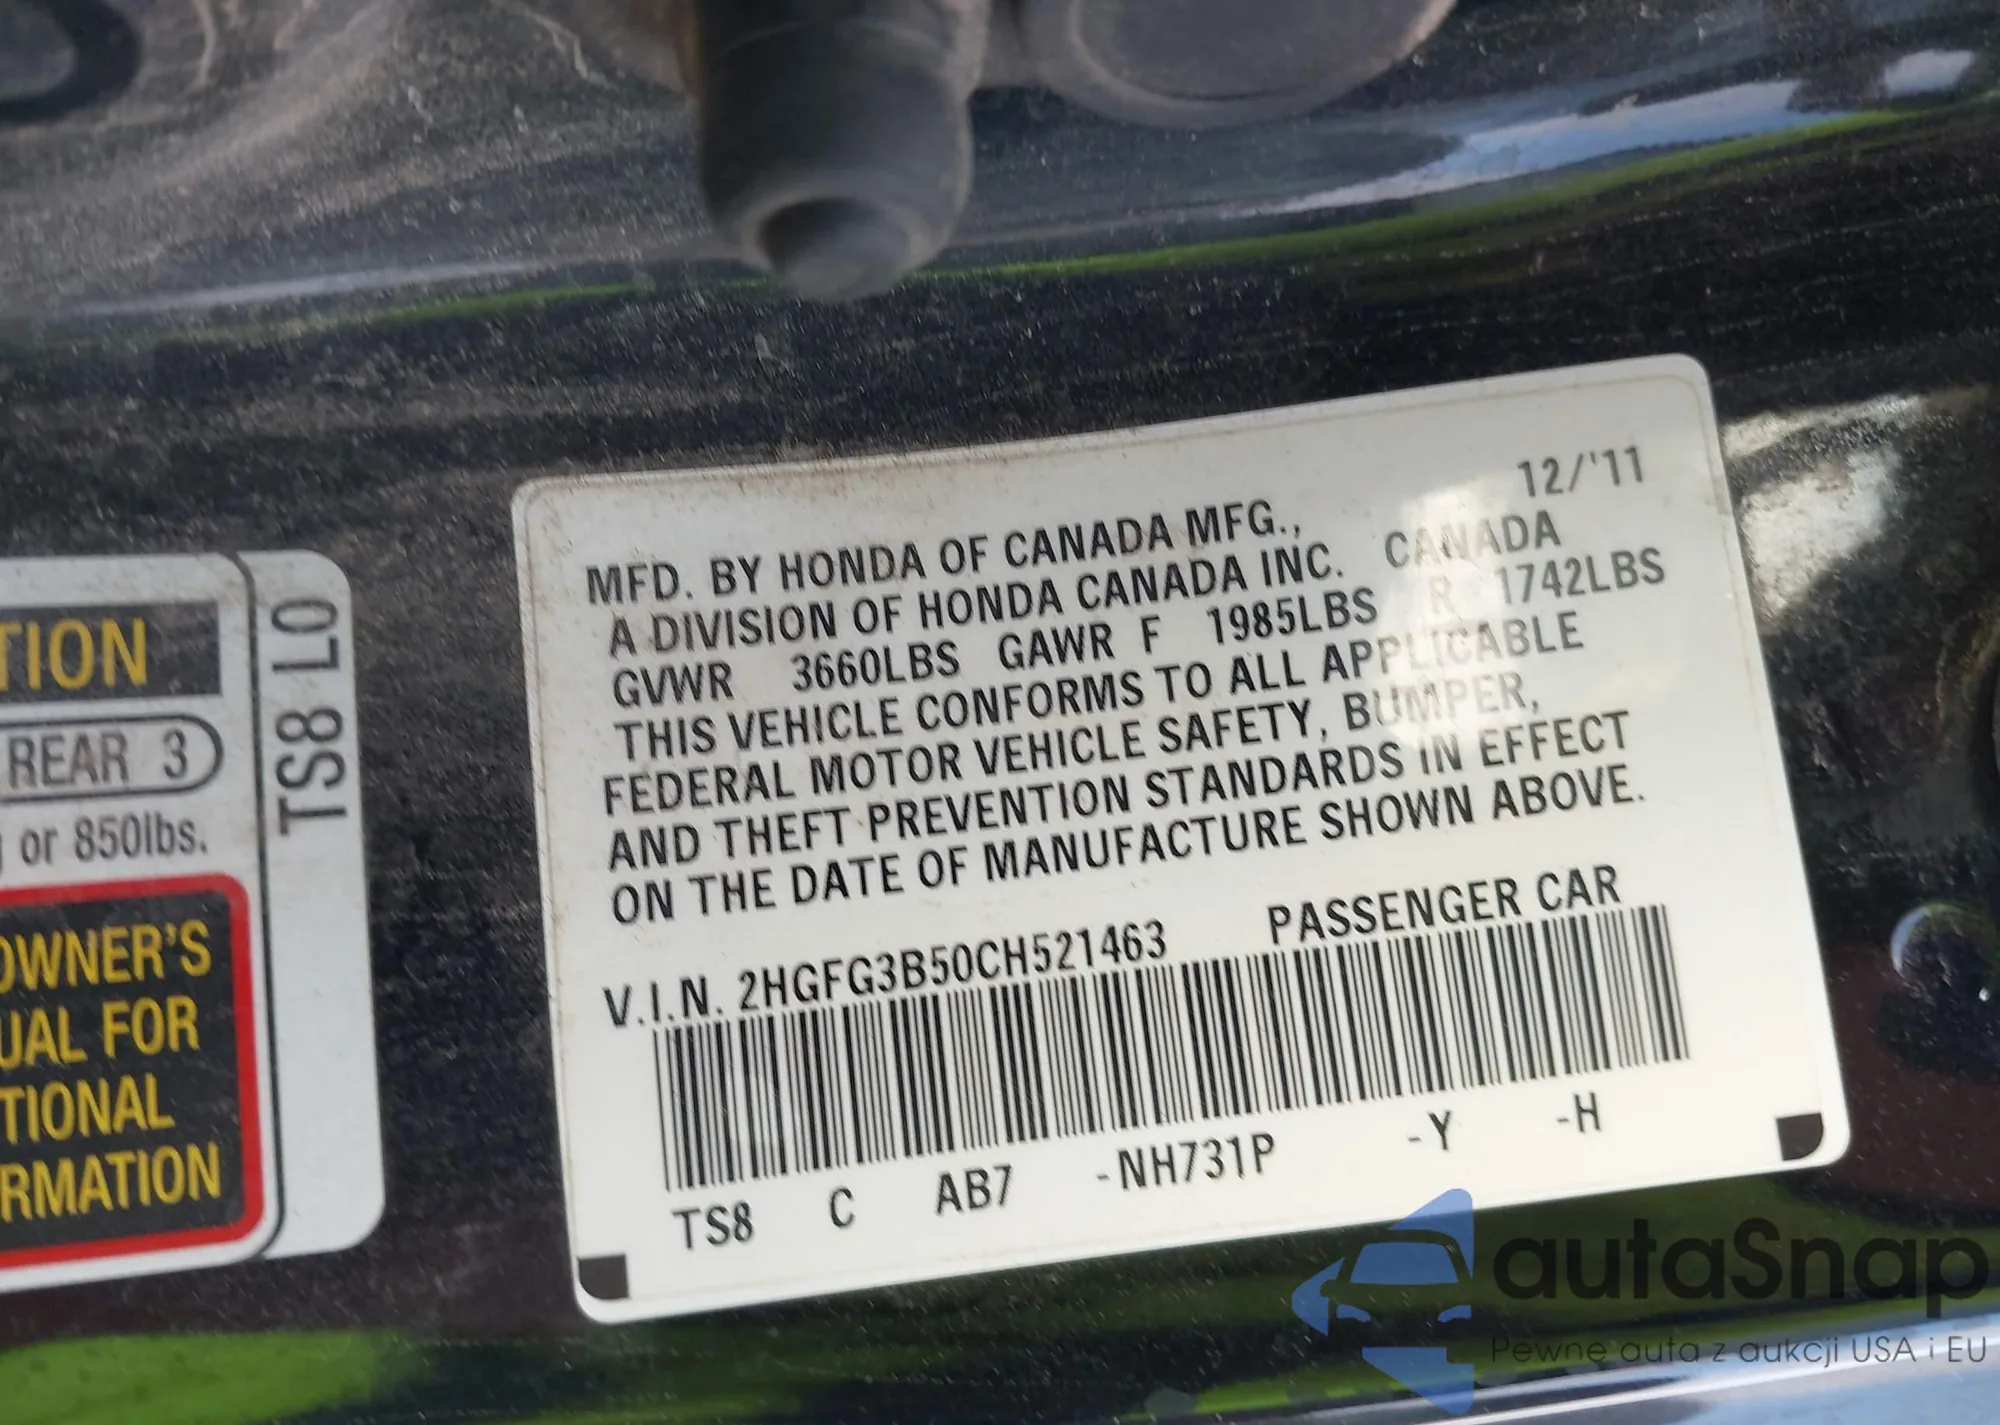 TION
REAR 3
or 850lbs.
OWNER'S
UAL FOR
TIONAL
RMATION
TS8 L0
12/'11
MFD. BY HONDA OF CANADA MFG.,
A DIVISION OF HONDA CANADA INC. CANADA
GVWR 3660LBS GAWR F 1985LBS R 1742LBS
THIS VEHICLE CONFORMS TO ALL APPLICABLE
FEDERAL MOTOR VEHICLE SAFETY, BUMPER,
AND THEFT PREVENTION STANDARDS IN EFFECT
ON THE DATE OF MANUFACTURE SHOWN ABOVE.
V.I.N. 2HGFG3B50CH521463 PASSENGER CAR
TS8 C AB7 -NH731P -Y -H
autaSnap
Pewne auta z aukcji USA i EU